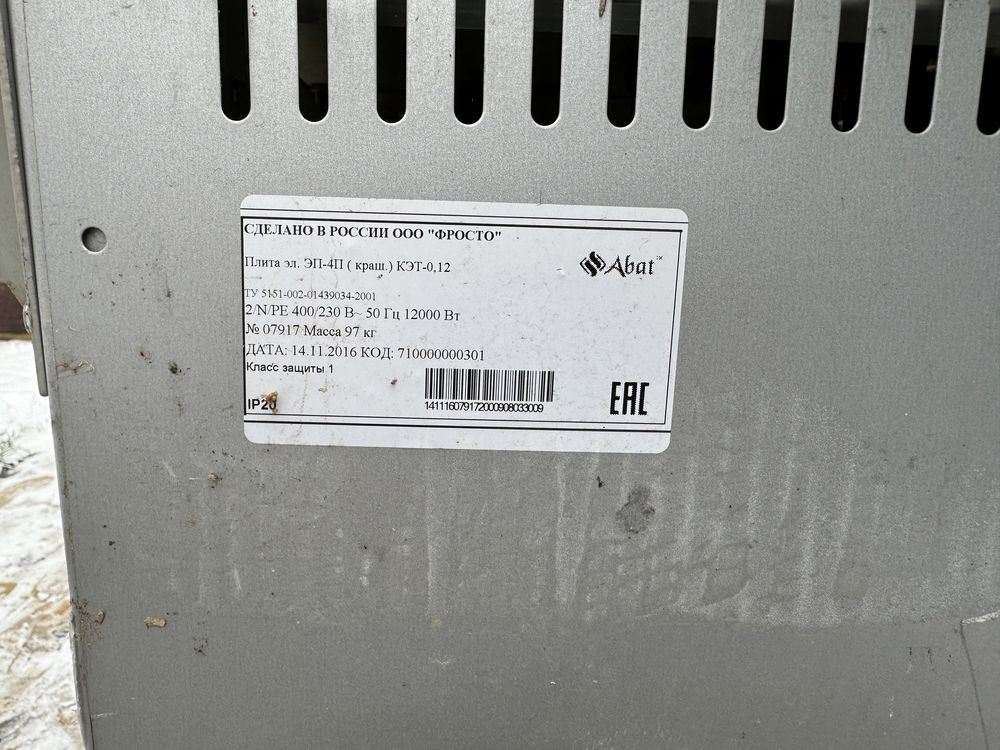 СДЕЛАНО В РОССИИ ООО "ФРОСТО"
Плита эл. ЭП-4П ( краш.) КЭТ-0,12
Abat™
ТУ 5151-002-01439034-2001
2/N/PE 400/230 В~ 50 Гц 12000 Вт
№ 07917 Масса 97 кг
ДАТА: 14.11.2016 КОД: 710000000301
Класс защиты 1
IP20
141116079172000908033009
EAC